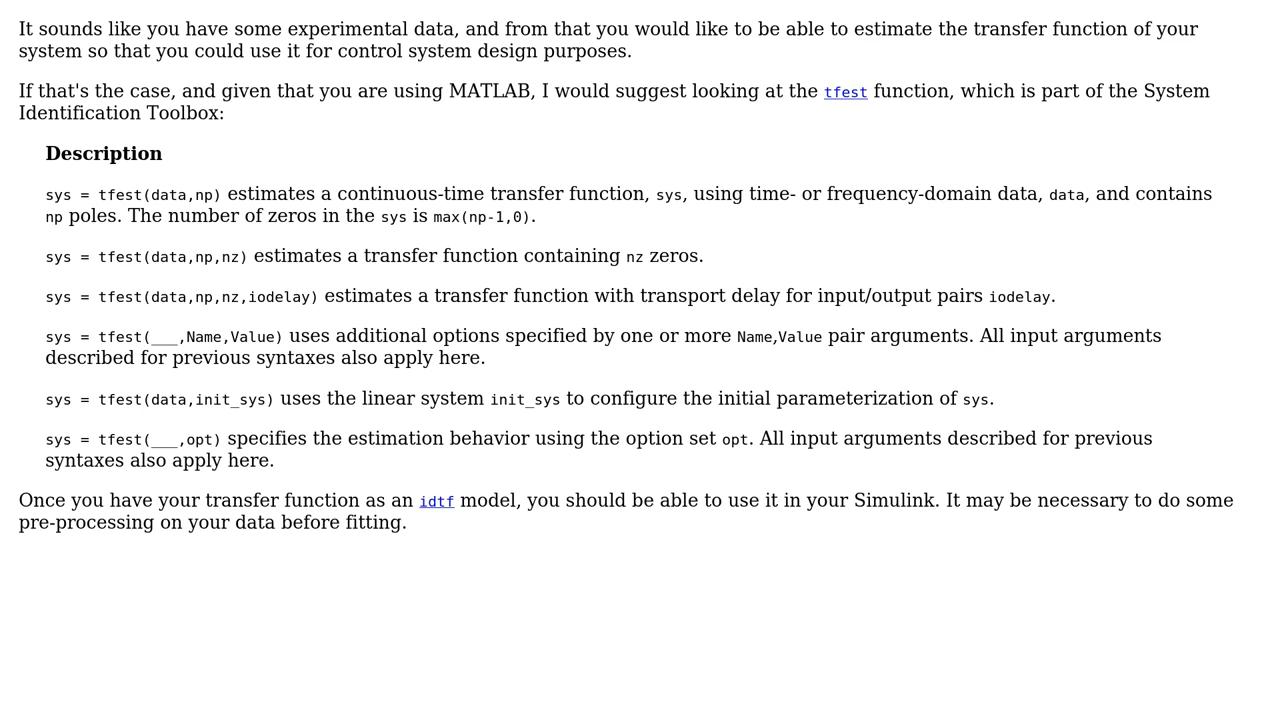 It sounds like you have some experimental data, and from that you would like to be able to estimate the transfer function of your
system so that you could use it for control system design purposes.
If that's the case, and given that you are using MATLAB, I would suggest looking at the tfest function, which is part of the System
Identification Toolbox:
Description
sys = tfest(data,np) estimates a continuous-time transfer function, sys, using time- or frequency-domain data, data, and contains
np poles. The number of zeros in the sys is max(np-1,0).
sys = tfest(data,np,nz) estimates a transfer function containing nz zeros.
sys = tfest(data,np,nz,iodelay) estimates a transfer function with transport delay for input/output pairs iodelay.
sys = tfest(___,Name,Value) uses additional options specified by one or more Name,Value pair arguments. All input arguments
described for previous syntaxes also apply here.
sys = tfest(data,init_sys) uses the linear system init_sys to configure the initial parameterization of sys.
sys = tfest(___,opt) specifies the estimation behavior using the option set opt. All input arguments described for previous
syntaxes also apply here.
Once you have your transfer function as an idtf model, you should be able to use it in your Simulink. It may be necessary to do some
pre-processing on your data before fitting.